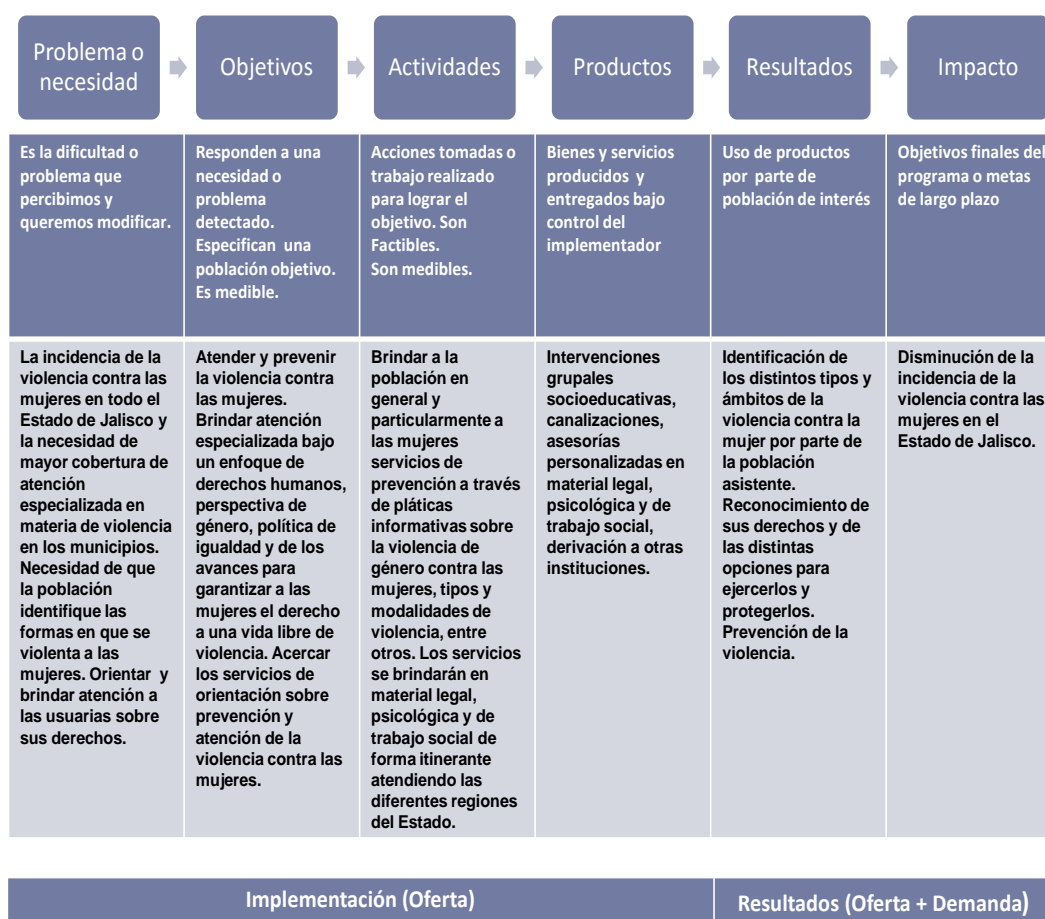 Problema o
necesidad
Objetivos
Actividades
Productos
Resultados
Impacto
Es la dificultad o
problema que
percibimos y
queremos modificar.
Responden a una
necesidad o
problema
detectado.
Especifican una
población objetivo.
Es medible.
Acciones tomadas o
trabajo realizado
para lograr el
objetivo. Son
Factibles.
Son medibles.
Bienes y servicios
producidos y
entregados bajo
control del
implementador
Uso de productos
por parte de
población de interés
Objetivos finales del
programa o metas
de largo plazo
La incidencia de la
violencia contra las
mujeres en todo el
Estado de Jalisco y
la necesidad de
mayor cobertura de
atención
especializada en
materia de violencia
en los municipios.
Necesidad de que
la población
identifique las
formas en que se
violenta a las
mujeres. Orientar y
brindar atención a
las usuarias sobre
sus derechos.
Atender y prevenir
la violencia contra
las mujeres.
Brindar atención
especializada bajo
un enfoque de
derechos humanos,
perspectiva de
género, política de
igualdad y de los
avances para
garantizar a las
mujeres el derecho
a una vida libre de
violencia. Acercar
los servicios de
orientación sobre
prevención y
atención de la
violencia contra las
mujeres.
Brindar a la
población en
general y
particularmente a
las mujeres
servicios de
prevención a través
de pláticas
informativas sobre
la violencia de
género contra las
mujeres, tipos y
modalidades de
violencia, entre
otros. Los servicios
se brindarán en
material legal,
psicológica y de
trabajo social de
forma itinerante
atendiendo las
diferentes regiones
del Estado.
Intervenciones
grupales
socioeducativas,
canalizaciones,
asesorías
personalizadas en
material legal,
psicológica y de
trabajo social,
derivación a otras
instituciones.
Identificación de
los distintos tipos y
ámbitos de la
violencia contra la
mujer por parte de
la población
asistente.
Reconocimiento de
sus derechos y de
las distintas
opciones para
ejercerlos y
protegerlos.
Prevención de la
violencia.
Disminución de la
incidencia de la
violencia contra las
mujeres en el
Estado de Jalisco.
Implementación (Oferta)
Resultados (Oferta + Demanda)